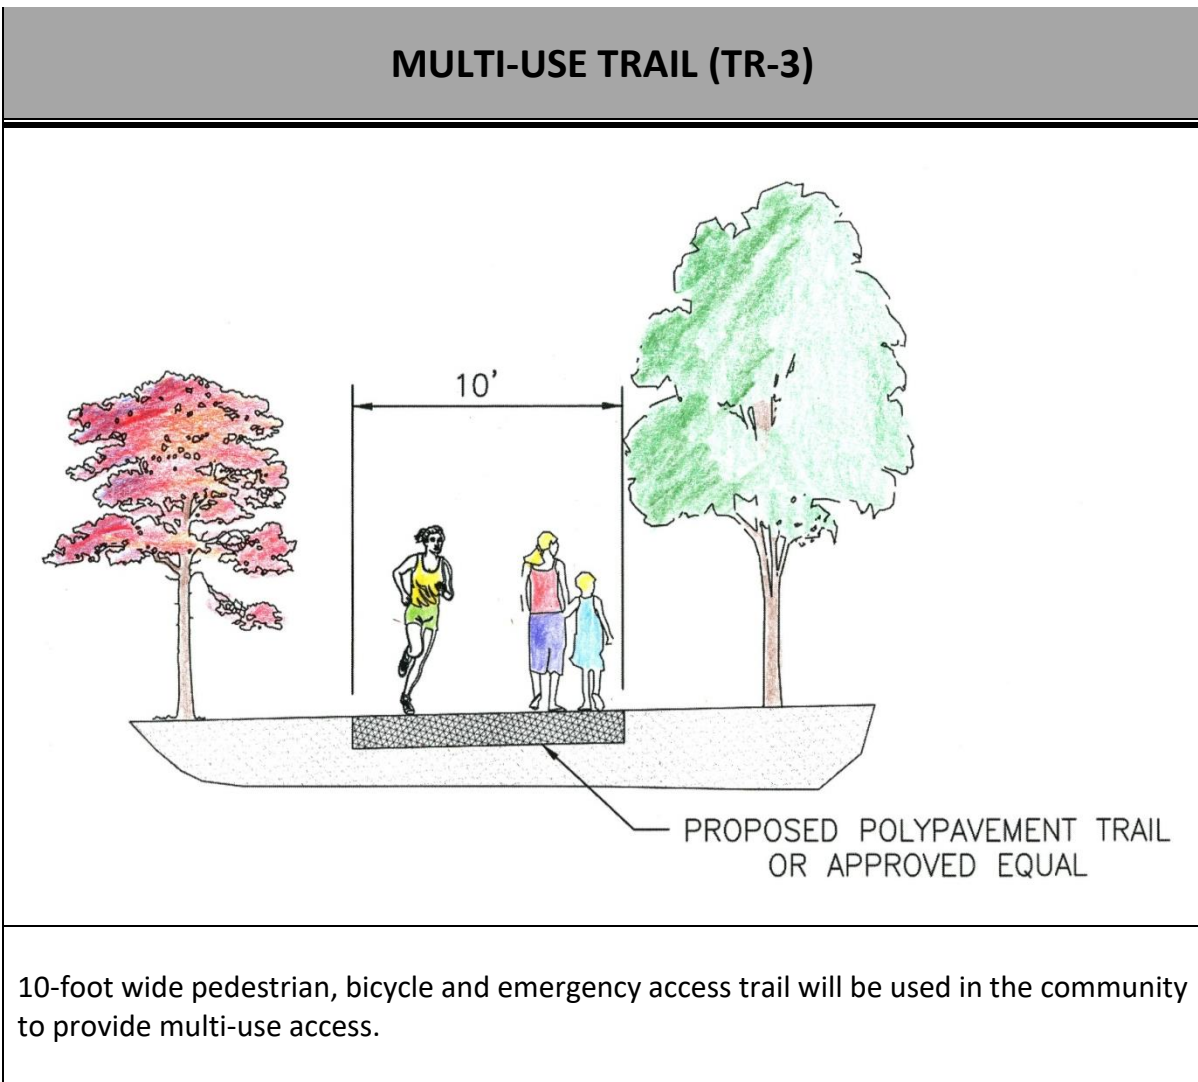 MULTI-USE TRAIL (TR-3)
10'
PROPOSED POLYPAVEMENT TRAIL
OR APPROVED EQUAL
10-foot wide pedestrian, bicycle and emergency access trail will be used in the community
to provide multi-use access.